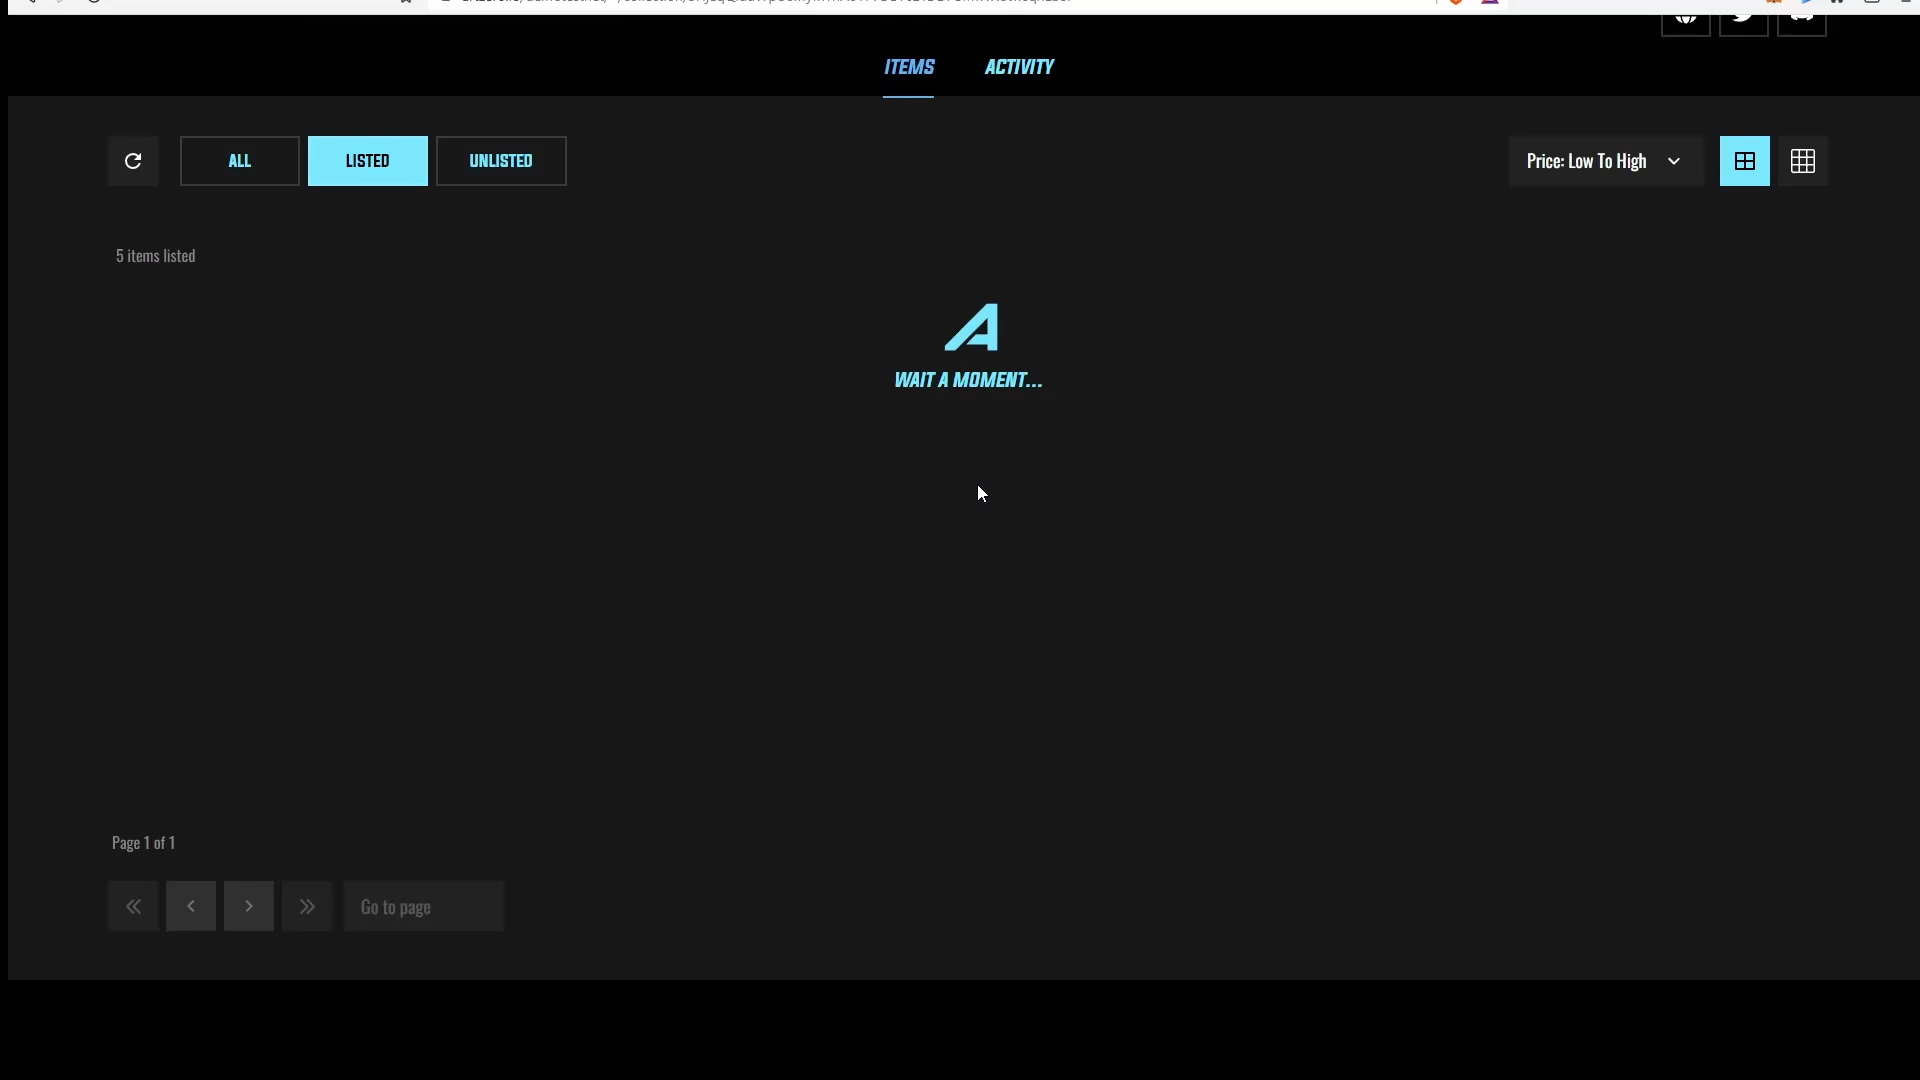 ITEMS
ACTIVITY
ALL
LISTED
UNLISTED
Price: Low To High
5 items listed
WAIT A MOMENT...
Page 1 of 1
Go to page